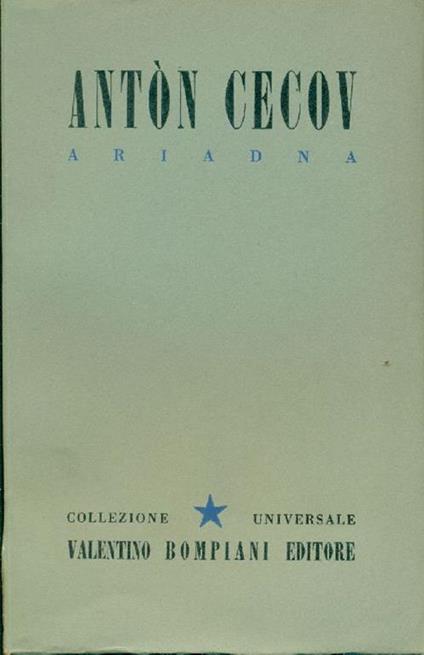 ANTÒN CECOV
ARIADNA
COLLEZIONE UNIVERSALE
VALENTINO BOMPIANI EDITORE